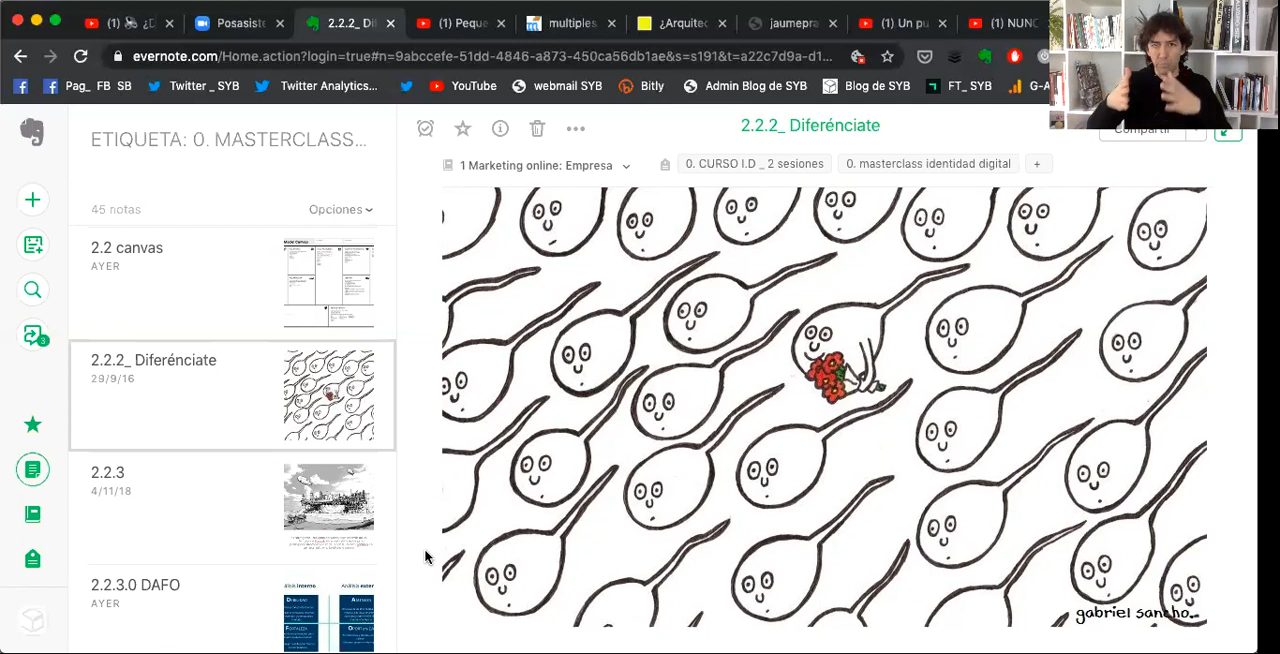 (1) 
Posasiste
2.2.2_ Di
(1) Peque
multiples.
¿Arquitec
jaumepra
(1) Un pu
(1) NUNC
evernote.com/Home.action?login=true#n=9abccefe-51dd-4846-a873-450ca56db1ae&s=s191&t=a22c7d9a-d1...
Pag_ FB SB
Twitter _ SYB
Twitter Analytics...
YouTube
webmail SYB
Bitly
Admin Blog de SYB
Blog de SYB
FT_ SYB
G-A
ETIQUETA: 0. MASTERCLASS...
45 notas
Opciones
2.2 canvas
AYER
2.2.2_ Diferénciate
29/9/16
2.2.3
4/11/18
2.2.3.0 DAFO
AYER
3
2.2.2_ Diferénciate
Compartir
1 Marketing online: Empresa
0. CURSO I.D _ 2 sesiones
0. masterclass identidad digital
+
gabriel sancho..